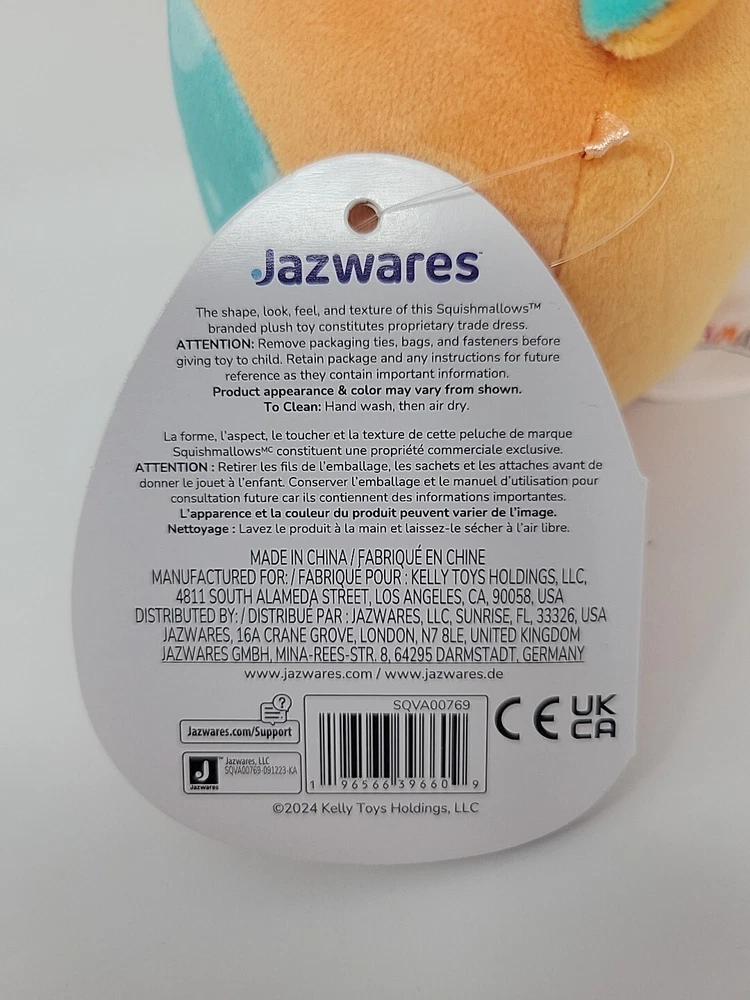 Jazwares™
The shape, look, feel, and texture of this Squishmallows™
branded plush toy constitutes proprietary trade dress.
ATTENTION: Remove packaging ties, bags, and fasteners before
giving toy to child. Retain package and any instructions for future
reference as they contain important information.
Product appearance & color may vary from shown.
To Clean: Hand wash, then air dry.
La forme, l'aspect, le toucher et la texture de cette peluche de marque
Squishmallowsᴹᶜ constituent une propriété commerciale exclusive.
ATTENTION : Retirer les fils de l'emballage, les sachets et les attaches avant de
donner le jouet à l'enfant. Conserver l'emballage et le manuel d'utilisation pour
consultation future car ils contiennent des informations importantes.
L'apparence et la couleur du produit peuvent varier de l'image.
Nettoyage : Lavez le produit à la main et laissez-le sécher à l'air libre.
MADE IN CHINA / FABRIQUÉ EN CHINE
MANUFACTURED FOR: / FABRIQUÉ POUR : KELLY TOYS HOLDINGS, LLC,
4811 SOUTH ALAMEDA STREET, LOS ANGELES, CA, 90058, USA
DISTRIBUTED BY: / DISTRIBUÉ PAR : JAZWARES, LLC, SUNRISE, FL, 33326, USA
JAZWARES, 16A CRANE GROVE, LONDON, N7 8LE, UNITED KINGDOM
JAZWARES GMBH, MINA-REES-STR. 8, 64295 DARMSTADT, GERMANY
www.jazwares.com / www.jazwares.de
?
Jazwares.com/Support
J™
Jazwares
Jazwares, LLC
SQVA00769-091223-KA
SQVA00769
1 96566 39660 9
CE UK
CA
©2024 Kelly Toys Holdings, LLC